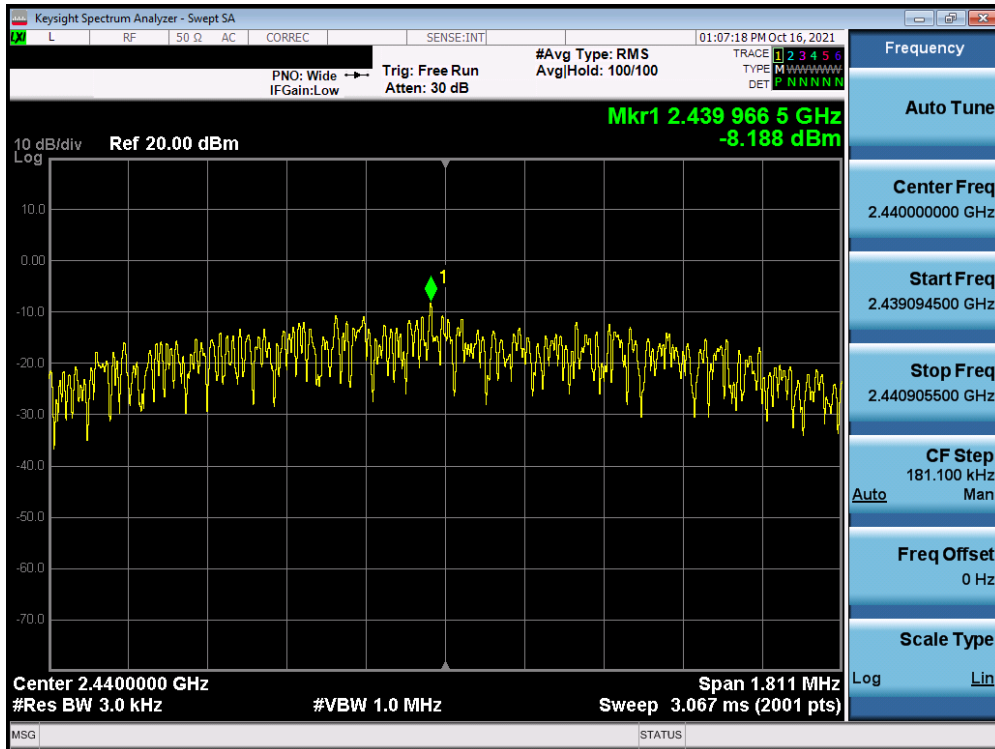 Keysight Spectrum Analyzer - Swept SA
LXI L RF 50 Ω AC CORREC SENSE:INT 01:07:18 PM Oct 16, 2021
Frequency
PNO: Wide
IFGain:Low
Trig: Free Run
Atten: 30 dB
#Avg Type: RMS
Avg|Hold: 100/100
TRACE 1 2 3 4 5 6
TYPE M WWWWW
DET P N N N N N
Auto Tune
Mkr1 2.439 966 5 GHz
-8.188 dBm
10 dB/div Ref 20.00 dBm
Log
10.0
0.00
-10.0
-20.0
-30.0
-40.0
-50.0
-60.0
-70.0
1
Center Freq
2.440000000 GHz
Start Freq
2.439094500 GHz
Stop Freq
2.440905500 GHz
CF Step
181.100 kHz
Auto Man
Freq Offset
0 Hz
Scale Type
Log Lin
Center 2.4400000 GHz Span 1.811 MHz
#Res BW 3.0 kHz #VBW 1.0 MHz Sweep 3.067 ms (2001 pts)
MSG STATUS